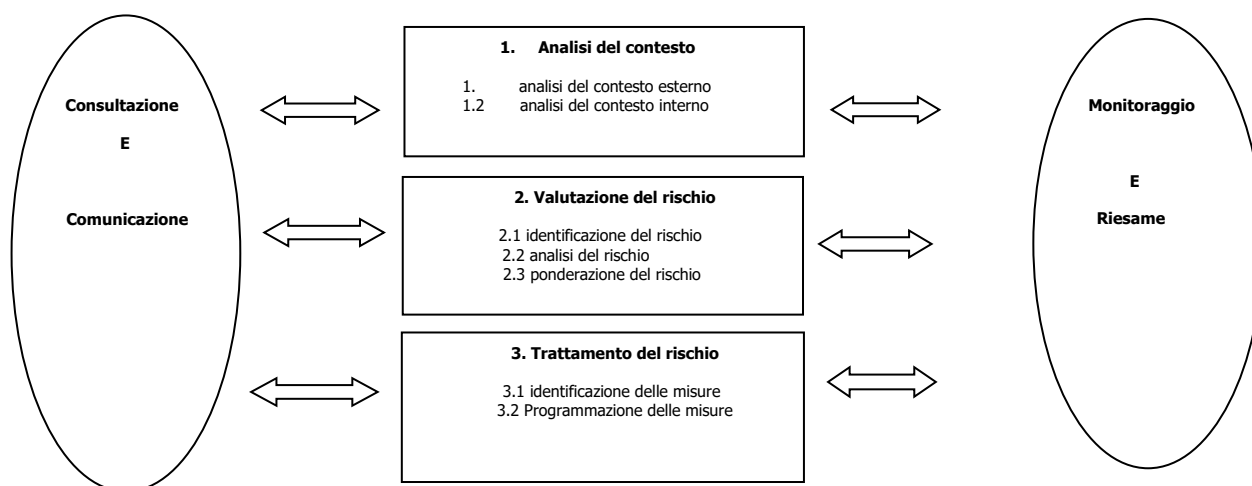 Consultazione
E
Comunicazione
1. Analisi del contesto
1. analisi del contesto esterno
1.2 analisi del contesto interno
2. Valutazione del rischio
2.1 identificazione del rischio
2.2 analisi del rischio
2.3 ponderazione del rischio
3. Trattamento del rischio
3.1 identificazione delle misure
3.2 Programmazione delle misure
Monitoraggio
E
Riesame